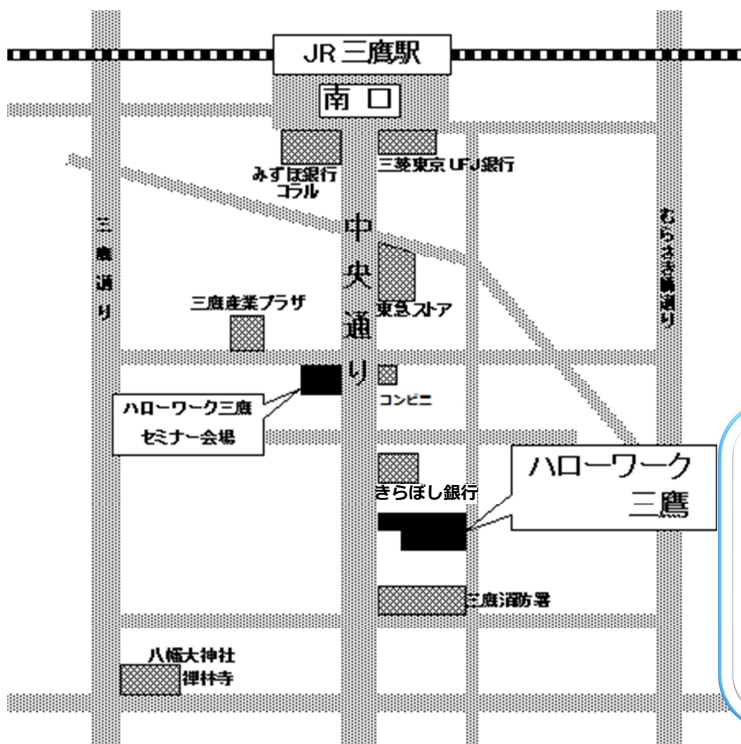 JR 三鷹駅
南 口
みずほ銀行
コラル
三菱東京 UFJ銀行
三鷹通り
中央通り
むらさき橋通り
東急ストア
三鷹産業プラザ
コンビニ
ハローワーク三鷹
セミナー会場
ハローワーク
三鷹
きらぼし銀行
三鷹消防署
八幡大神社
禅林寺